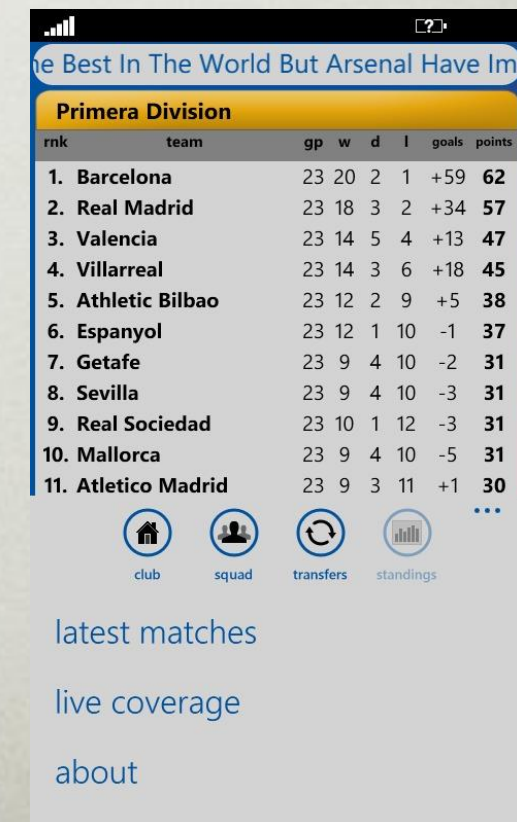 he Best In The World But Arsenal Have Im
Primera Division
rnk team gp w d l goals points
1. Barcelona 23 20 2 1 +59 62
2. Real Madrid 23 18 3 2 +34 57
3. Valencia 23 14 5 4 +13 47
4. Villarreal 23 14 3 6 +18 45
5. Athletic Bilbao 23 12 2 9 +5 38
6. Espanyol 23 12 1 10 -1 37
7. Getafe 23 9 4 10 -2 31
8. Sevilla 23 9 4 10 -3 31
9. Real Sociedad 23 10 1 12 -3 31
10. Mallorca 23 9 4 10 -5 31
11. Atletico Madrid 23 9 3 11 +1 30
club squad transfers standings
latest matches
live coverage
about